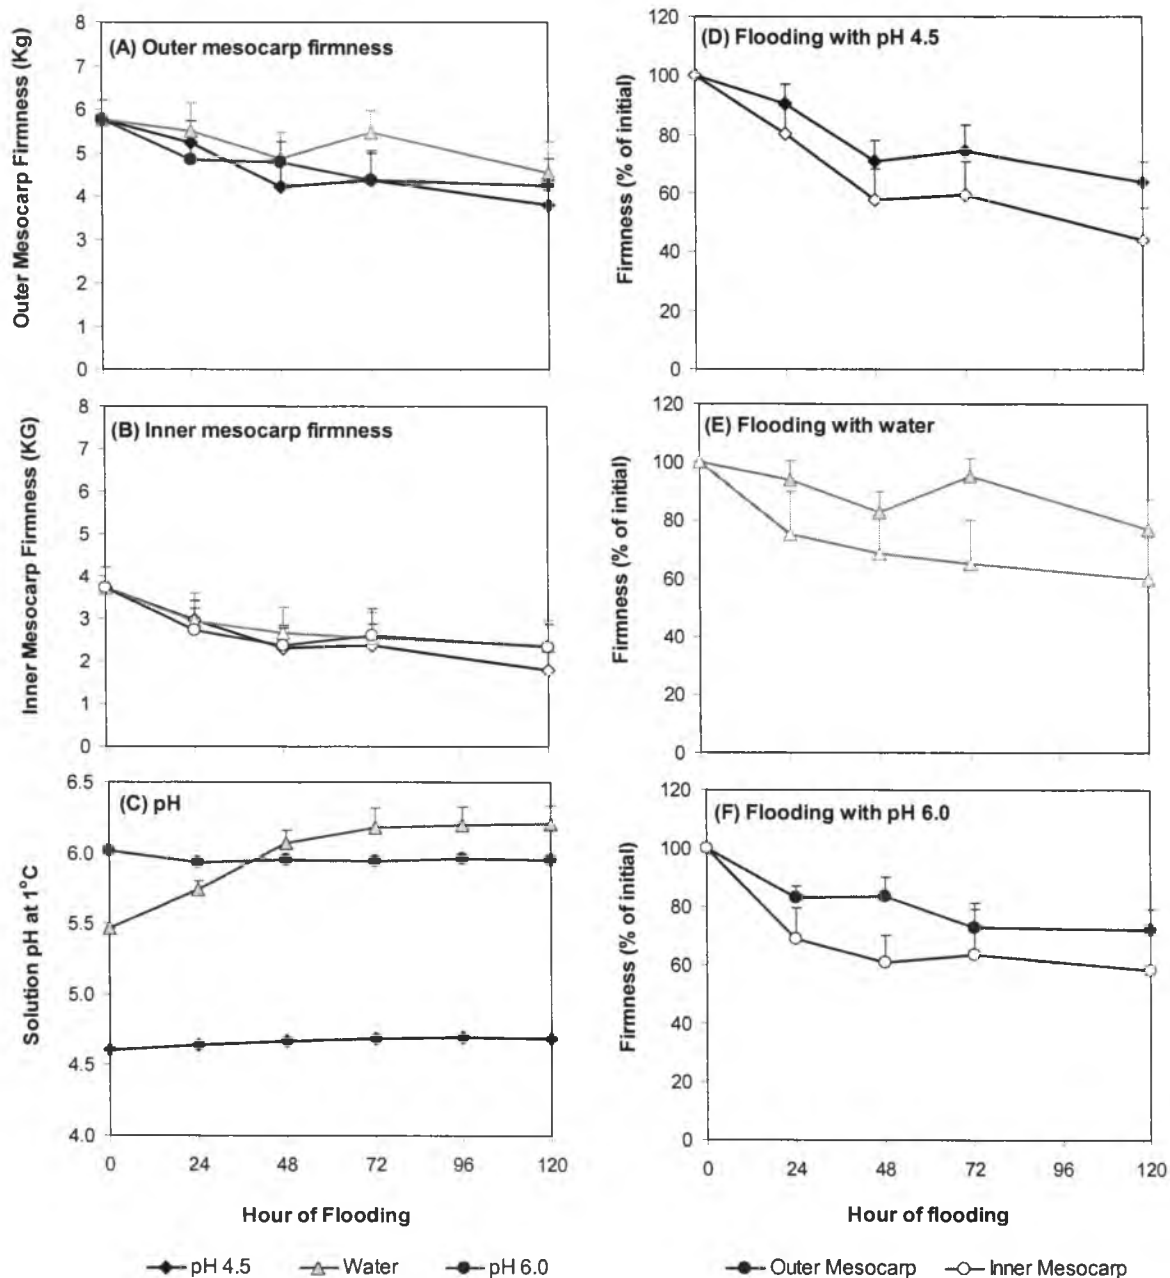 (A) Outer mesocarp firmness
Outer Mesocarp Firmness (Kg)
8
7
6
5
4
3
2
1
0
(B) Inner mesocarp firmness
Inner Mesocarp Firmness (KG)
8
7
6
5
4
3
2
1
0
(C) pH
Solution pH at 1°C
6.5
6.0
5.5
5.0
4.5
4.0
0 24 48 72 96 120
Hour of Flooding
pH 4.5 Water pH 6.0
(D) Flooding with pH 4.5
Firmness (% of initial)
120
100
80
60
40
20
0
(E) Flooding with water
Firmness (% of initial)
120
100
80
60
40
20
0
(F) Flooding with pH 6.0
Firmness (% of initial)
120
100
80
60
40
20
0
0 24 48 72 96 120
Hour of flooding
Outer Mesocarp Inner Mesocarp